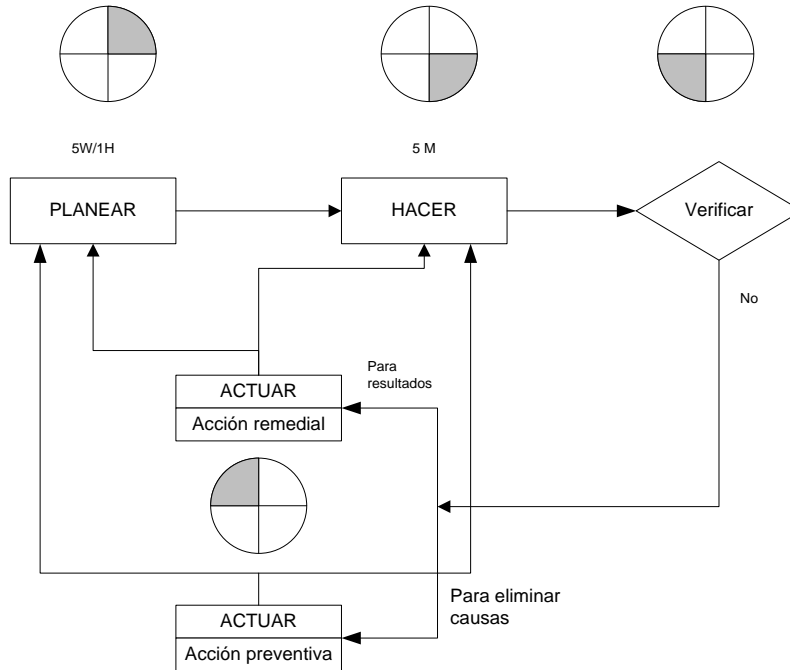 5W/1H
5 M
PLANEAR
HACER
Verificar
No
Para
resultados
ACTUAR
Acción remedial
Para eliminar
causas
ACTUAR
Acción preventiva